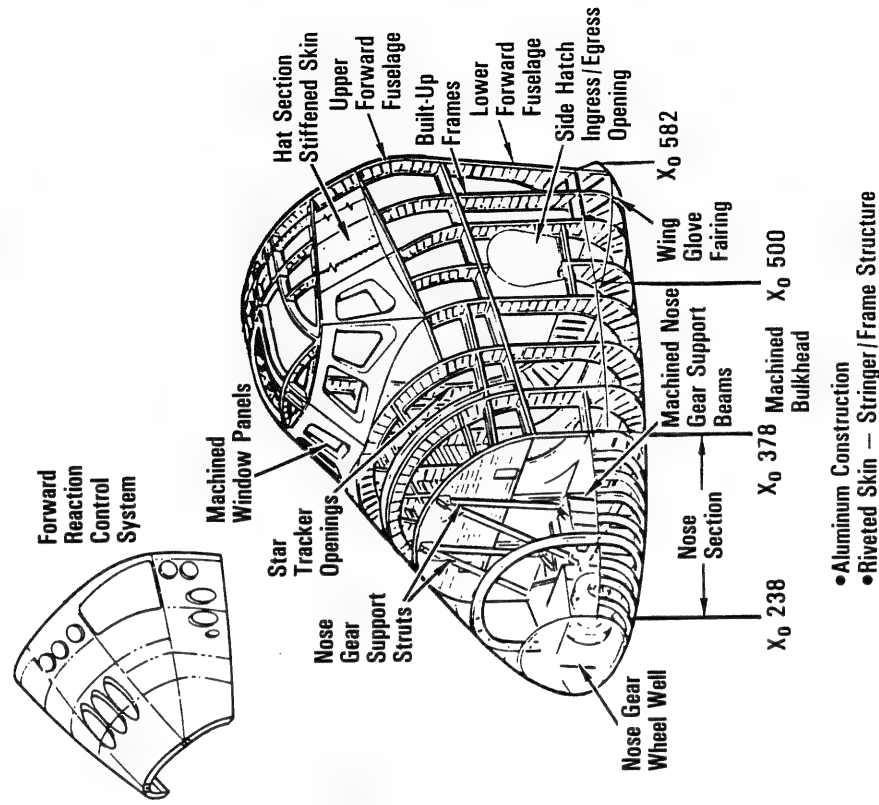 Forward
Reaction
Control
System
Machined
Window Panels
Star
Tracker
Openings
Nose
Gear
Support
Struts
Nose Gear
Wheel Well
Hat Section
Stiffened Skin
Upper
Forward
Fuselage
Built-Up
Frames
Lower
Forward
Fuselage
Side Hatch
Ingress/Egress
Opening
X₀ 582
Wing
Glove
Fairing
X₀ 500
Machined Nose
Gear Support
Beams
Machined
Bulkhead
X₀ 378
Nose
Section
X₀ 238
•Aluminum Construction
•Riveted Skin – Stringer/Frame Structure